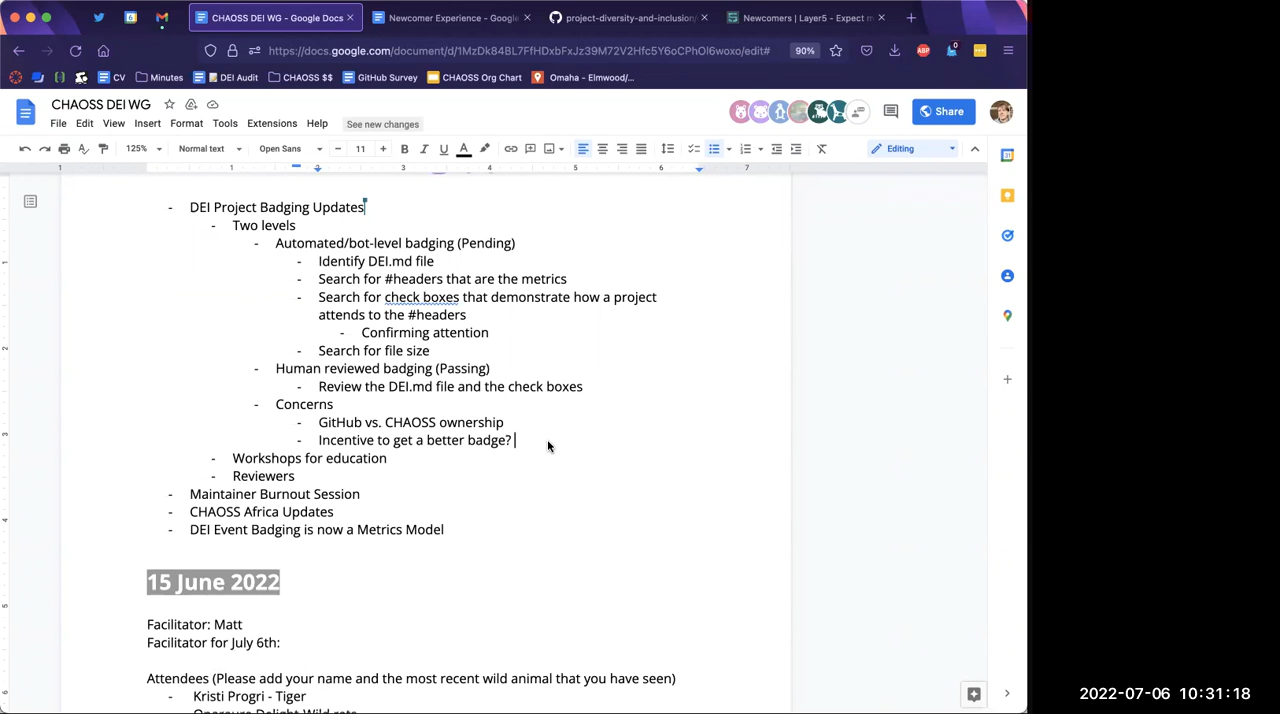 CHAOSS DEI WG - Google Docs
Newcomer Experience - Google
project-diversity-and-inclusion/
Newcomers | Layer5 - Expect m
https://docs.google.com/document/d/1MzDk84BL7FfHDxbFxJz39M72V2Hfc5Y6oCPhOl6woxo/edit#
90%
CV
Minutes
DEI Audit
CHAOSS $$
GitHub Survey
CHAOSS Org Chart
Omaha - Elmwood/...
CHAOSS DEI WG
File Edit View Insert Format Tools Extensions Help See new changes
Share
125% Normal text Open Sans - 11 + B I U A Editing
1 1 2 3 4 5 6 7
- DEI Project Badging Updates
- Two levels
- Automated/bot-level badging (Pending)
- Identify DEI.md file
- Search for #headers that are the metrics
- Search for check boxes that demonstrate how a project
attends to the #headers
- Confirming attention
- Search for file size
- Human reviewed badging (Passing)
- Review the DEI.md file and the check boxes
- Concerns
- GitHub vs. CHAOSS ownership
- Incentive to get a better badge?
- Workshops for education
- Reviewers
- Maintainer Burnout Session
- CHAOSS Africa Updates
- DEI Event Badging is now a Metrics Model
15 June 2022
Facilitator: Matt
Facilitator for July 6th:
Attendees (Please add your name and the most recent wild animal that you have seen)
- Kristi Progri - Tiger
2022-07-06 10:31:18